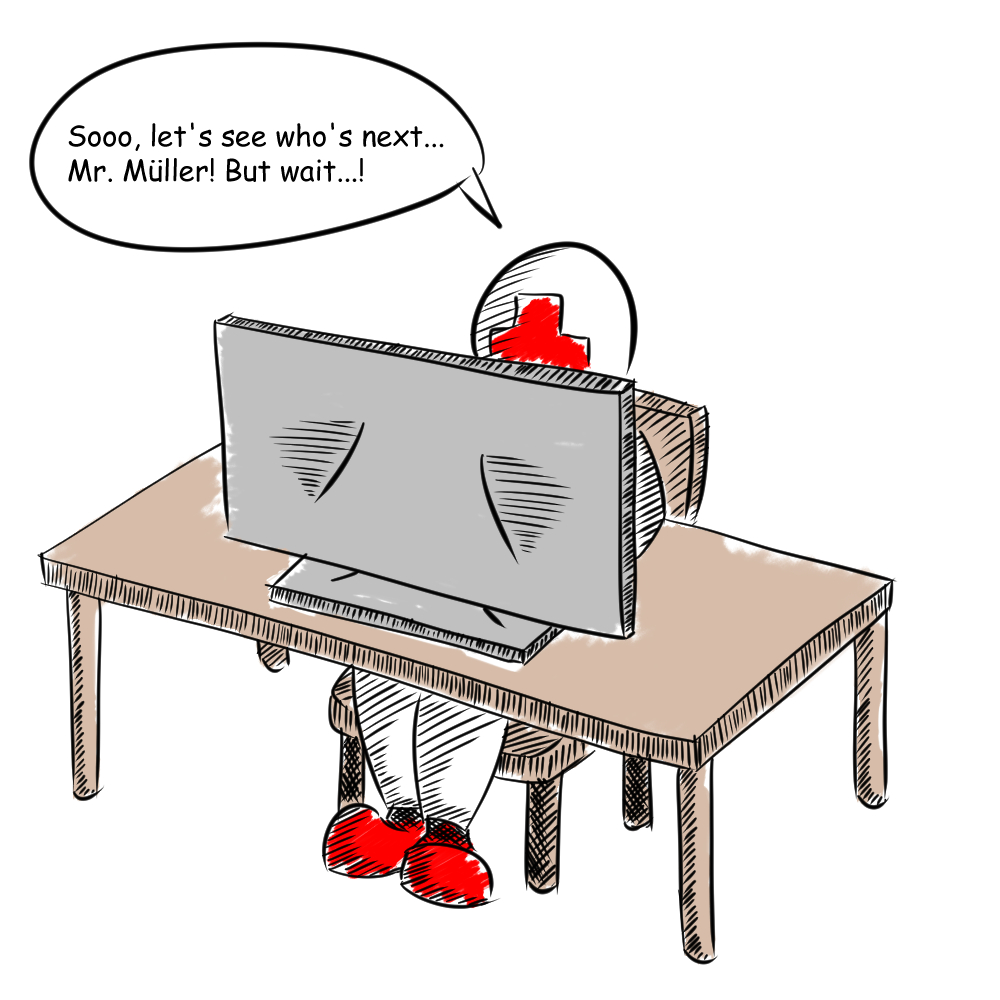 Sooo, let's see who's next...
Mr. Müller! But wait...!